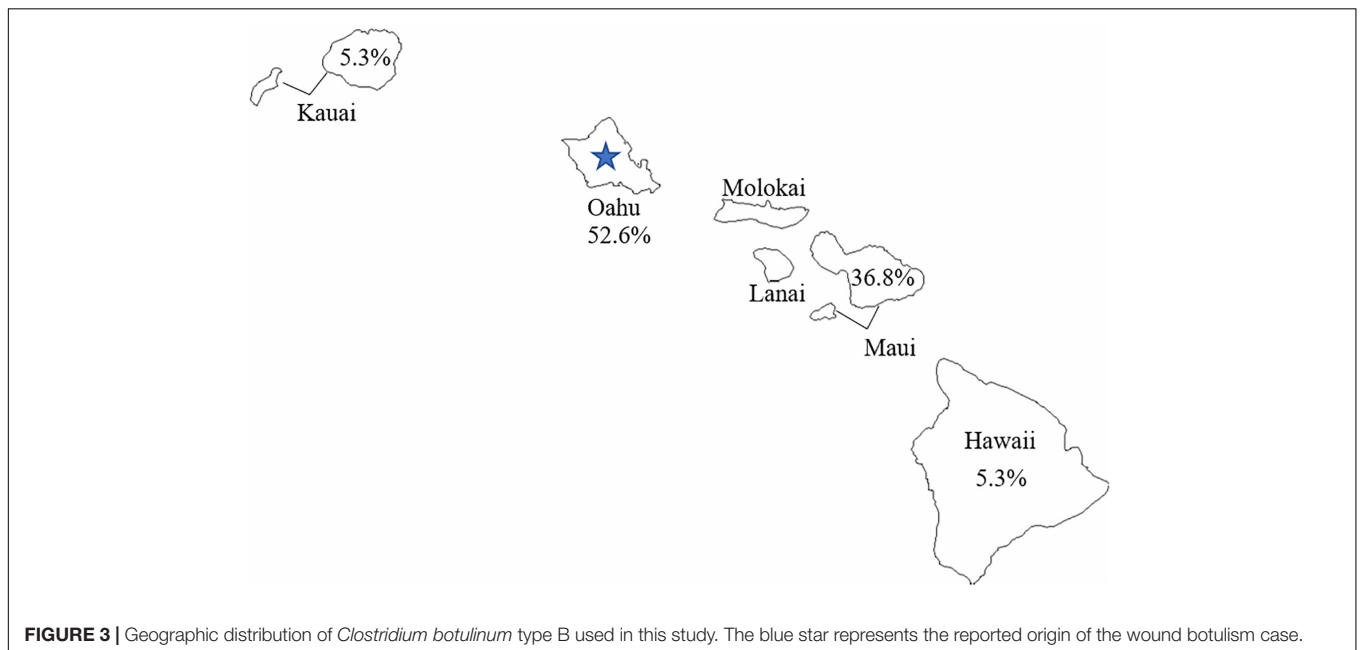 5.3%
Kauai
Oahu
52.6%
Molokai
Lanai
36.8%
Maui
Hawaii
5.3%
FIGURE 3 | Geographic distribution of Clostridium botulinum type B used in this study. The blue star represents the reported origin of the wound botulism case.